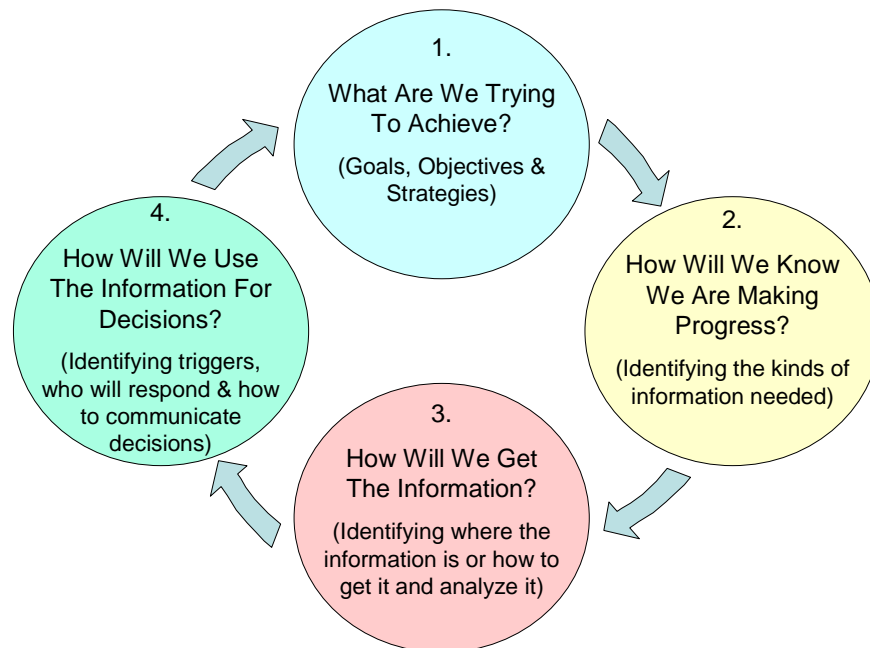 1.
What Are We Trying
To Achieve?
(Goals, Objectives &
Strategies)
2.
How Will We Know
We Are Making
Progress?
(Identifying the kinds of
information needed)
3.
How Will We Get
The Information?
(Identifying where the
information is or how to
get it and analyze it)
4.
How Will We Use
The Information For
Decisions?
(Identifying triggers,
who will respond & how
to communicate
decisions)